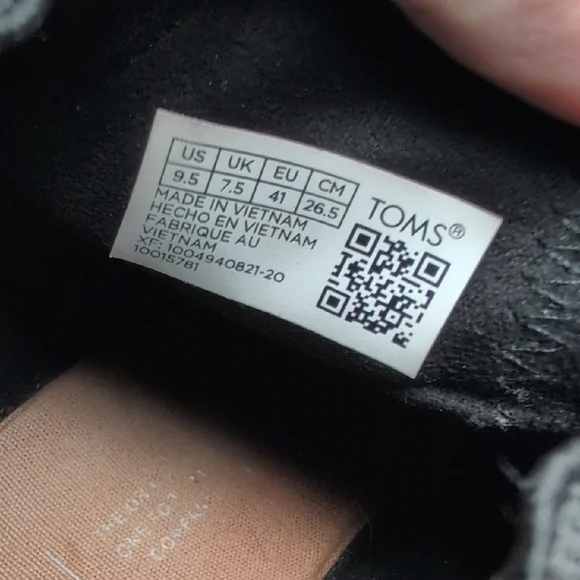 US UK EU CM
9.5 7.5 41 26.5
TOMS®
MADE IN VIETNAM
HECHO EN VIETNAM
FABRIQUE AU
VIETNAM
XF: 1004940821-20
10015781